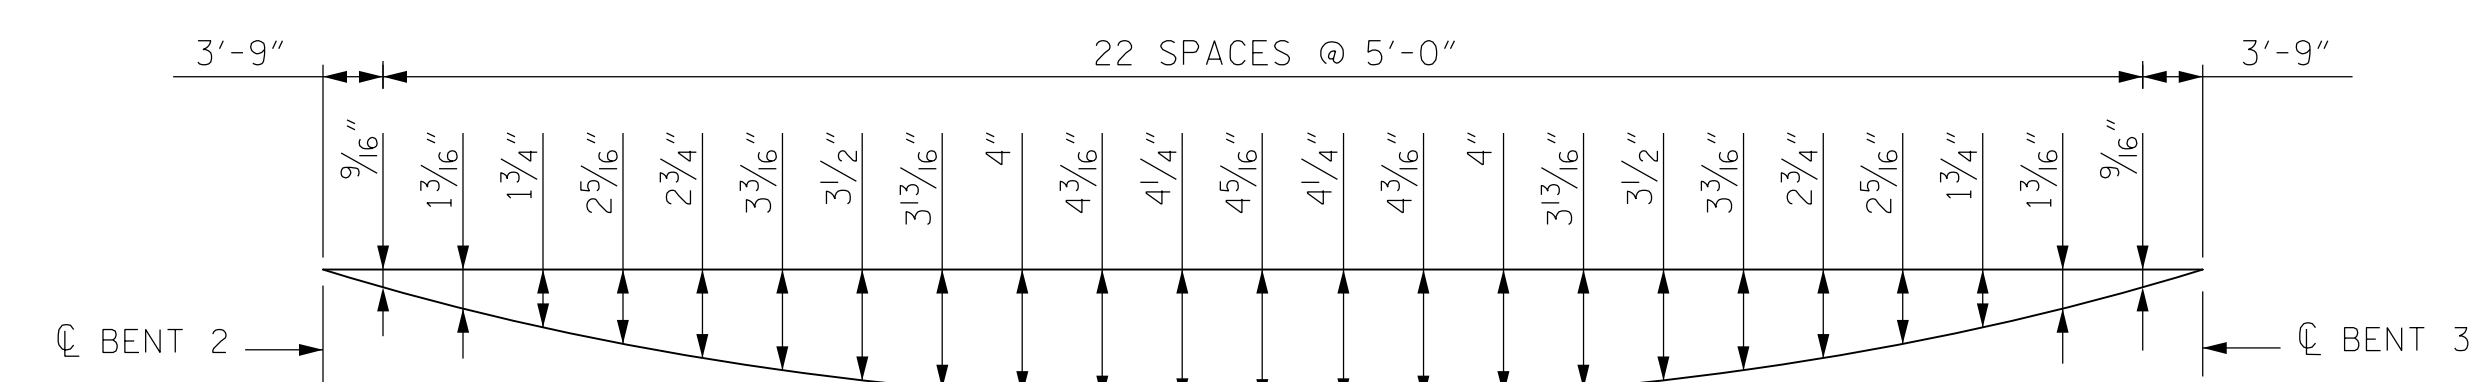 3'-9" 22 SPACES @ 5'-0" 3'-9"
9/16" 1 3/16" 1 3/4" 2 5/16" 2 3/4" 3 3/16" 3 1/2" 3 13/16" 4" 4 3/16" 4 1/4" 4 5/16" 4 1/4" 4 3/16" 4" 3 13/16" 3 1/2" 3 3/16" 2 3/4" 2 5/16" 1 3/4" 1 3/16" 9/16"
℄ BENT 2 ℄ BENT 3